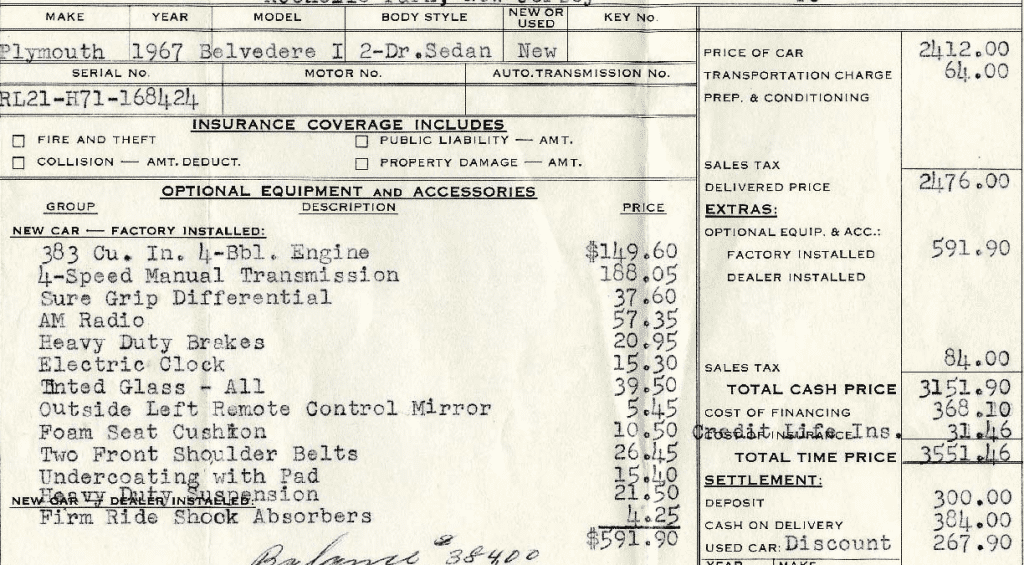 MAKE YEAR MODEL BODY STYLE NEW OR USED KEY No.
Plymouth 1967 Belvedere I 2-Dr.Sedan New
SERIAL No. MOTOR No. AUTO.TRANSMISSION No.
RL21-H71-168424
INSURANCE COVERAGE INCLUDES
FIRE AND THEFT PUBLIC LIABILITY — AMT.
COLLISION — AMT. DEDUCT. PROPERTY DAMAGE — AMT.
OPTIONAL EQUIPMENT AND ACCESSORIES
GROUP DESCRIPTION PRICE
NEW CAR — FACTORY INSTALLED:
383 Cu. In. 4-Bbl. Engine $149.60
4-Speed Manual Transmission 188.05
Sure Grip Differential 37.60
AM Radio 57.35
Heavy Duty Brakes 20.95
Electric Clock 15.30
Tinted Glass - All 39.50
Outside Left Remote Control Mirror 5.45
Foam Seat Cushion 10.50
Two Front Shoulder Belts 26.45
Undercoating with Pad 15.40
Heavy Duty Suspension 21.50
NEW CAR — DEALER INSTALLED:
Firm Ride Shock Absorbers 4.25
$591.90
Balance $ 384.00
PRICE OF CAR 2412.00
TRANSPORTATION CHARGE 64.00
PREP. & CONDITIONING
SALES TAX
DELIVERED PRICE 2476.00
EXTRAS:
OPTIONAL EQUIP. & ACC.:
FACTORY INSTALLED 591.90
DEALER INSTALLED
SALES TAX 84.00
TOTAL CASH PRICE 3151.90
COST OF FINANCING 368.10
COST OF INSURANCE Credit Life Ins. 31.46
TOTAL TIME PRICE 3551.46
SETTLEMENT:
DEPOSIT 300.00
CASH ON DELIVERY 384.00
USED CAR: Discount 267.90
YEAR MAKE